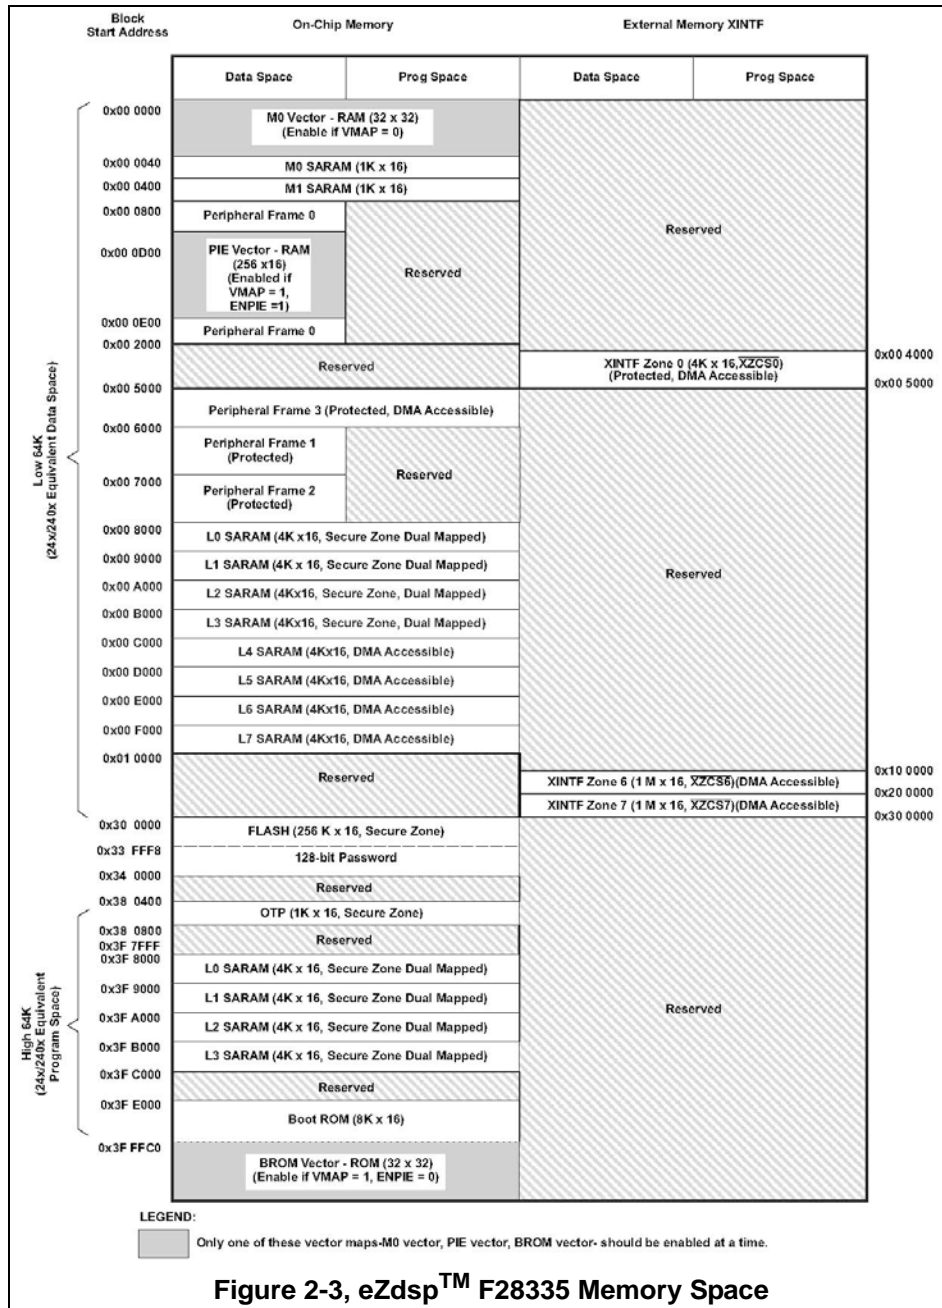 Block
Start Address
On-Chip Memory
External Memory XINTF
Data Space
Prog Space
Data Space
Prog Space
0x00 0000
M0 Vector - RAM (32 x 32)
(Enable if VMAP = 0)
0x00 0040
M0 SARAM (1K x 16)
0x00 0400
M1 SARAM (1K x 16)
0x00 0800
Peripheral Frame 0
Reserved
0x00 0D00
PIE Vector - RAM
(256 x16)
(Enabled if
VMAP = 1,
ENPIE =1)
Reserved
0x00 0E00
Peripheral Frame 0
0x00 2000
Reserved
XINTF Zone 0 (4K x 16,XZCS0)
(Protected, DMA Accessible)
0x00 4000
0x00 5000
0x00 5000
Peripheral Frame 3 (Protected, DMA Accessible)
0x00 6000
Peripheral Frame 1
(Protected)
Reserved
0x00 7000
Peripheral Frame 2
(Protected)
Low 64K
(24x/240x Equivalent Data Space)
0x00 8000
L0 SARAM (4K x16, Secure Zone Dual Mapped)
0x00 9000
L1 SARAM (4K x 16, Secure Zone Dual Mapped)
Reserved
0x00 A000
L2 SARAM (4Kx16, Secure Zone, Dual Mapped)
0x00 B000
L3 SARAM (4Kx16, Secure Zone, Dual Mapped)
0x00 C000
L4 SARAM (4Kx16, DMA Accessible)
0x00 D000
L5 SARAM (4Kx16, DMA Accessible)
0x00 E000
L6 SARAM (4Kx16, DMA Accessible)
0x00 F000
L7 SARAM (4Kx16, DMA Accessible)
0x01 0000
Reserved
0x10 0000
XINTF Zone 6 (1 M x 16, XZCS6)(DMA Accessible)
0x20 0000
XINTF Zone 7 (1 M x 16, XZCS7)(DMA Accessible)
0x30 0000
0x30 0000
FLASH (256 K x 16, Secure Zone)
0x33 FFF8
128-bit Password
0x34 0000
Reserved
0x38 0400
OTP (1K x 16, Secure Zone)
0x38 0800
Reserved
0x3F 7FFF
0x3F 8000
L0 SARAM (4K x 16, Secure Zone Dual Mapped)
0x3F 9000
L1 SARAM (4K x 16, Secure Zone Dual Mapped)
Reserved
0x3F A000
L2 SARAM (4K x 16, Secure Zone Dual Mapped)
0x3F B000
L3 SARAM (4K x 16, Secure Zone Dual Mapped)
High 64K
(24x/240x Equivalent
Program Space)
0x3F C000
Reserved
0x3F E000
Boot ROM (8K x 16)
0x3F FFC0
BROM Vector - ROM (32 x 32)
(Enable if VMAP = 1, ENPIE = 0)
LEGEND:
Only one of these vector maps-M0 vector, PIE vector, BROM vector- should be enabled at a time.
Figure 2-3, eZdsp™ F28335 Memory Space